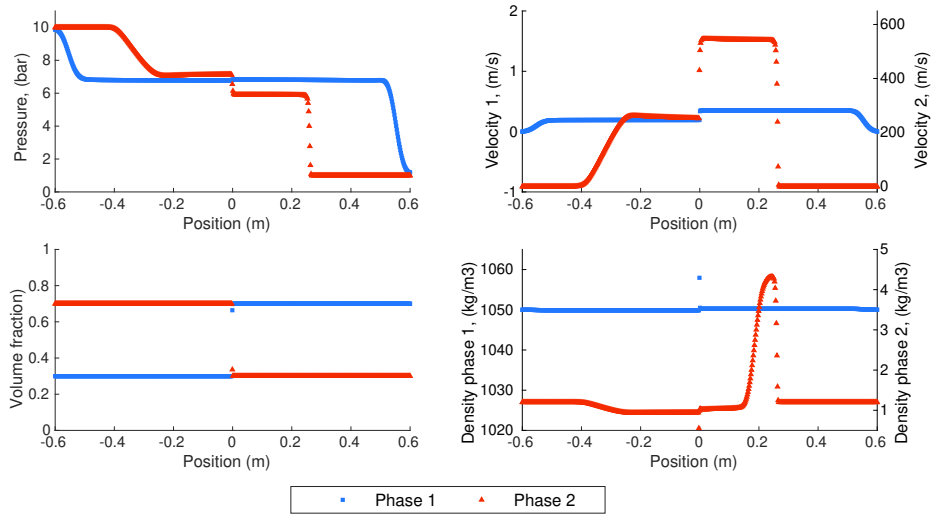 10
8
6
4
2
0
Pressure, (bar)
-0.6 -0.4 -0.2 0 0.2 0.4 0.6
Position (m)
2
1
0
-1
Velocity 1, (m/s)
600
400
200
0
Velocity 2, (m/s)
-0.6 -0.4 -0.2 0 0.2 0.4 0.6
Position (m)
1
0.8
0.6
0.4
0.2
0
Volume fraction)
-0.6 -0.4 -0.2 0 0.2 0.4 0.6
Position (m)
1060
1050
1040
1030
1020
Density phase 1, (kg/m3)
5
4
3
2
1
Density phase 2, (kg/m3)
-0.6 -0.4 -0.2 0 0.2 0.4 0.6
Position (m)
Phase 1 Phase 2